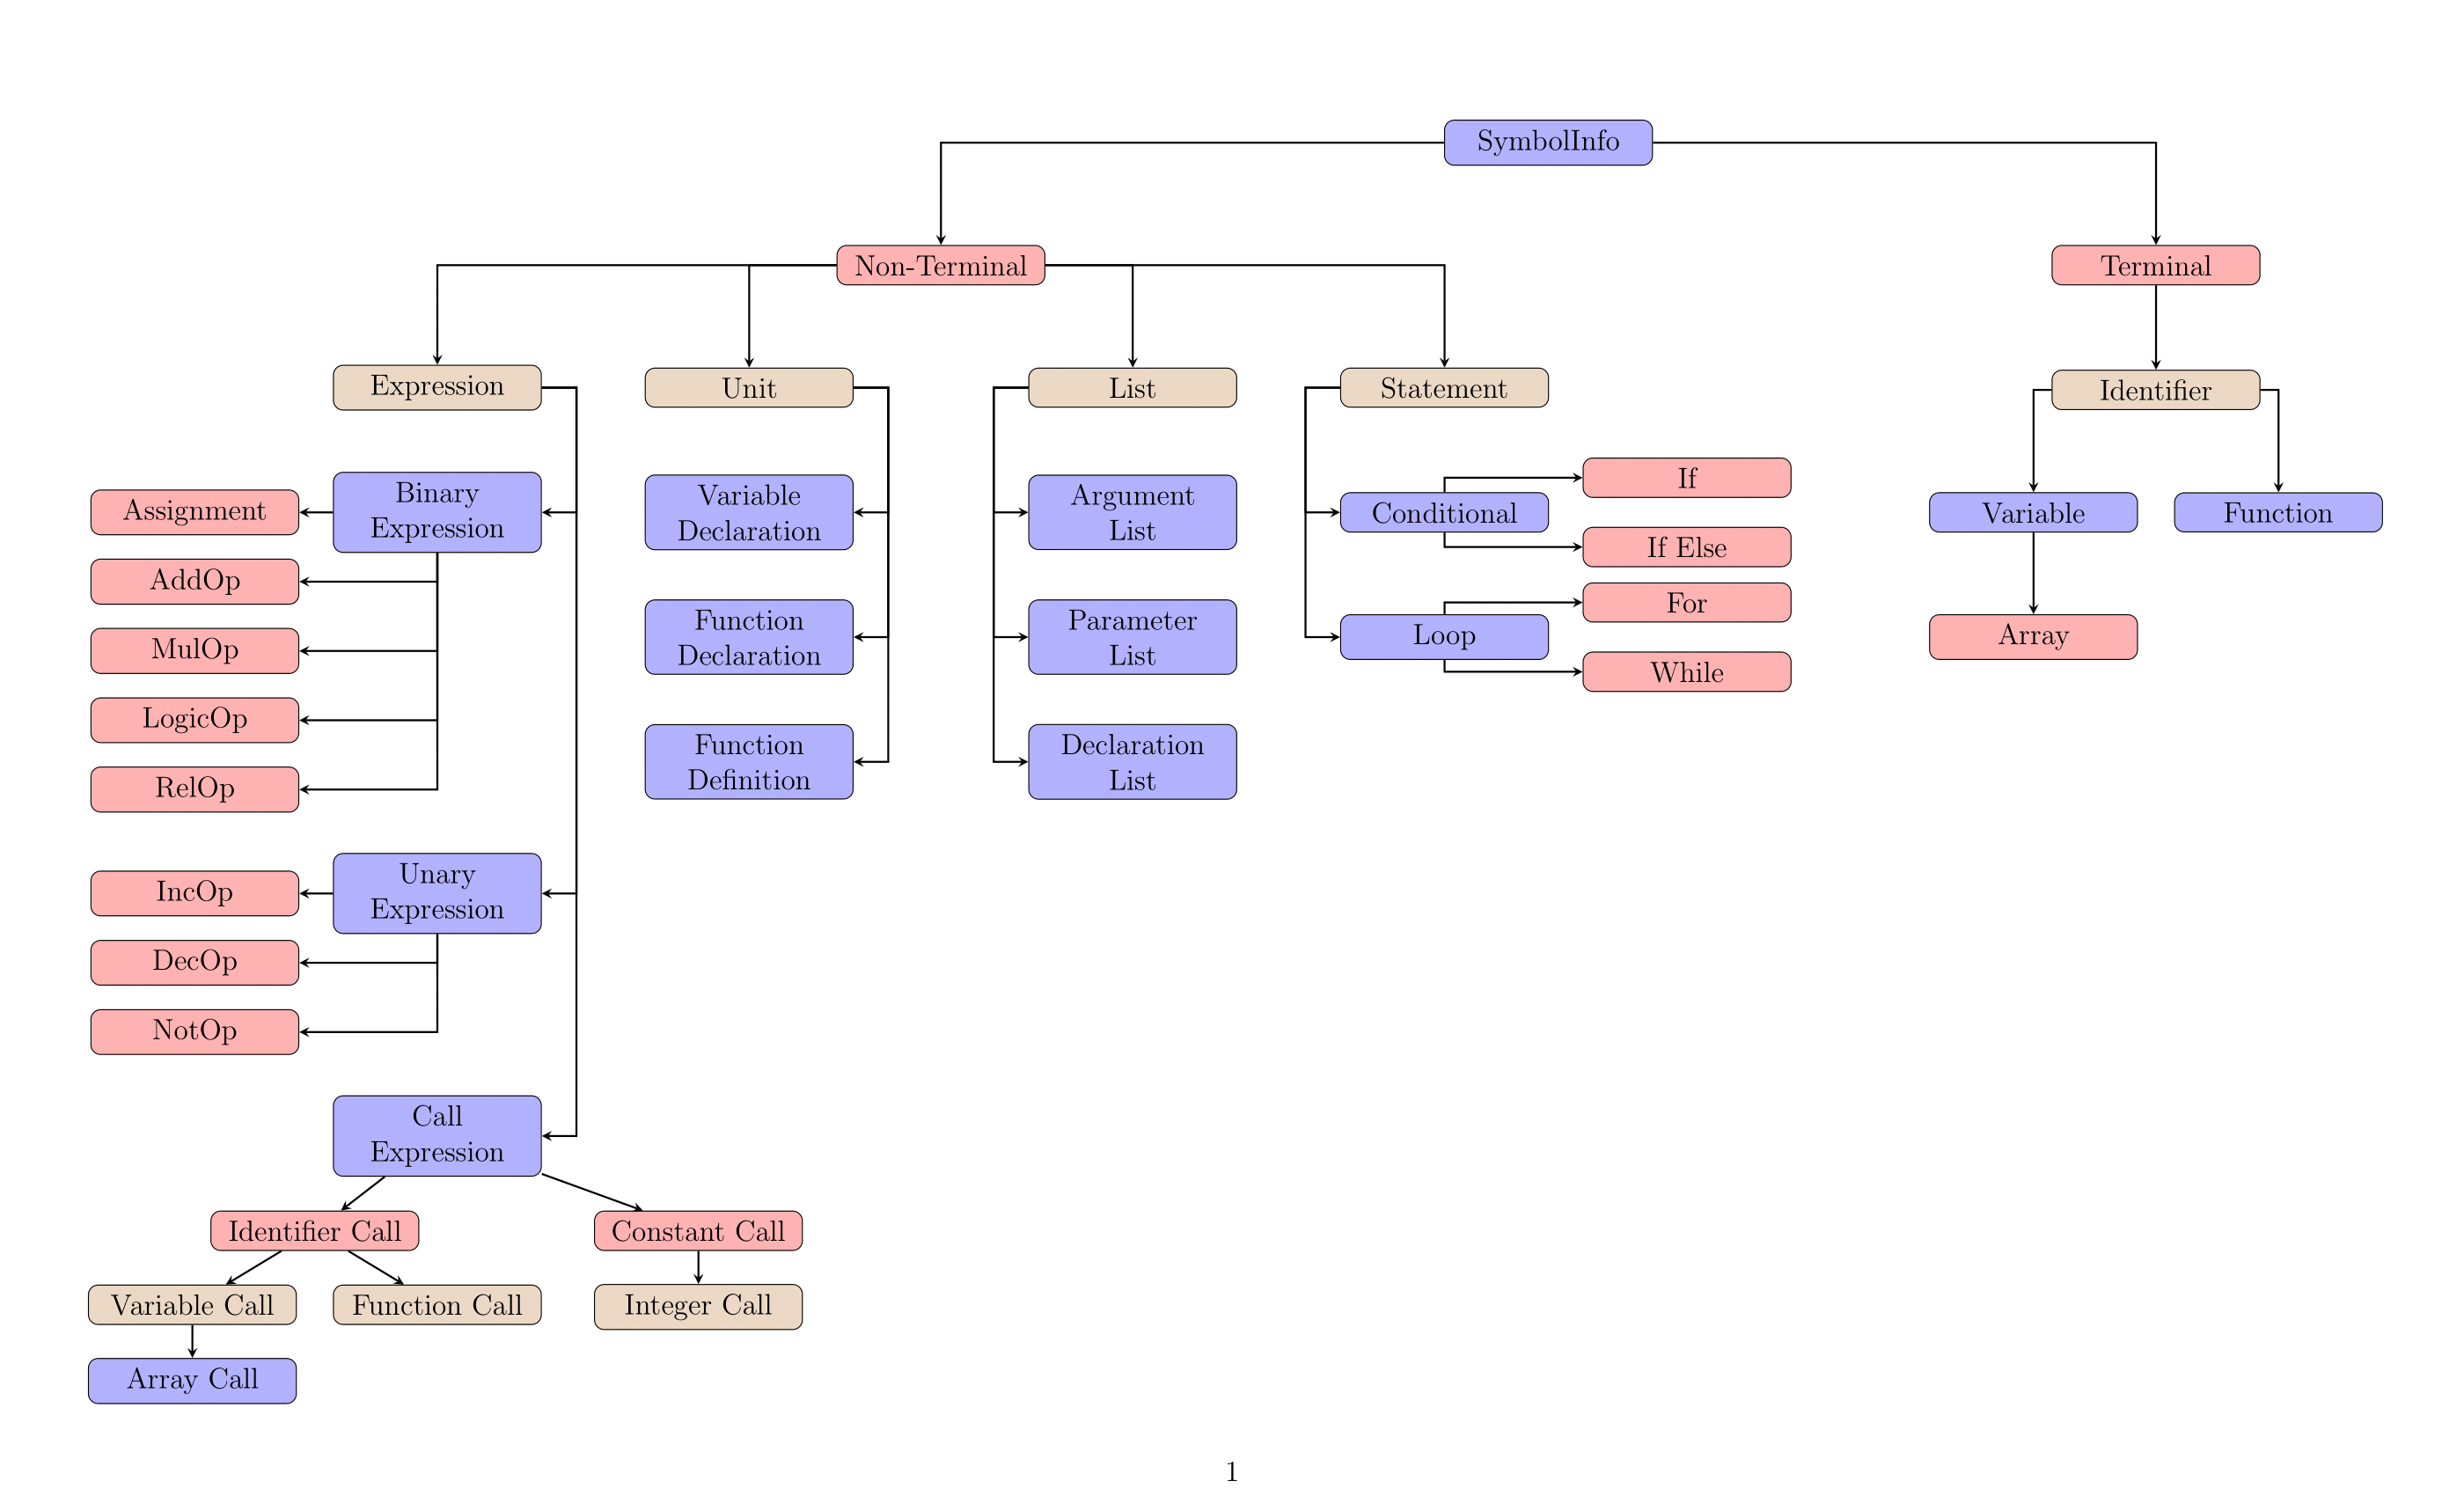 SymbolInfo
Non-Terminal
Terminal
Expression
Unit
List
Statement
Identifier
Binary
Expression
Assignment
AddOp
MulOp
LogicOp
RelOp
Unary
Expression
IncOp
DecOp
NotOp
Call
Expression
Identifier Call
Constant Call
Variable Call
Function Call
Integer Call
Array Call
Variable
Declaration
Function
Declaration
Function
Definition
Argument
List
Parameter
List
Declaration
List
Conditional
If
If Else
Loop
For
While
Variable
Function
Array
1